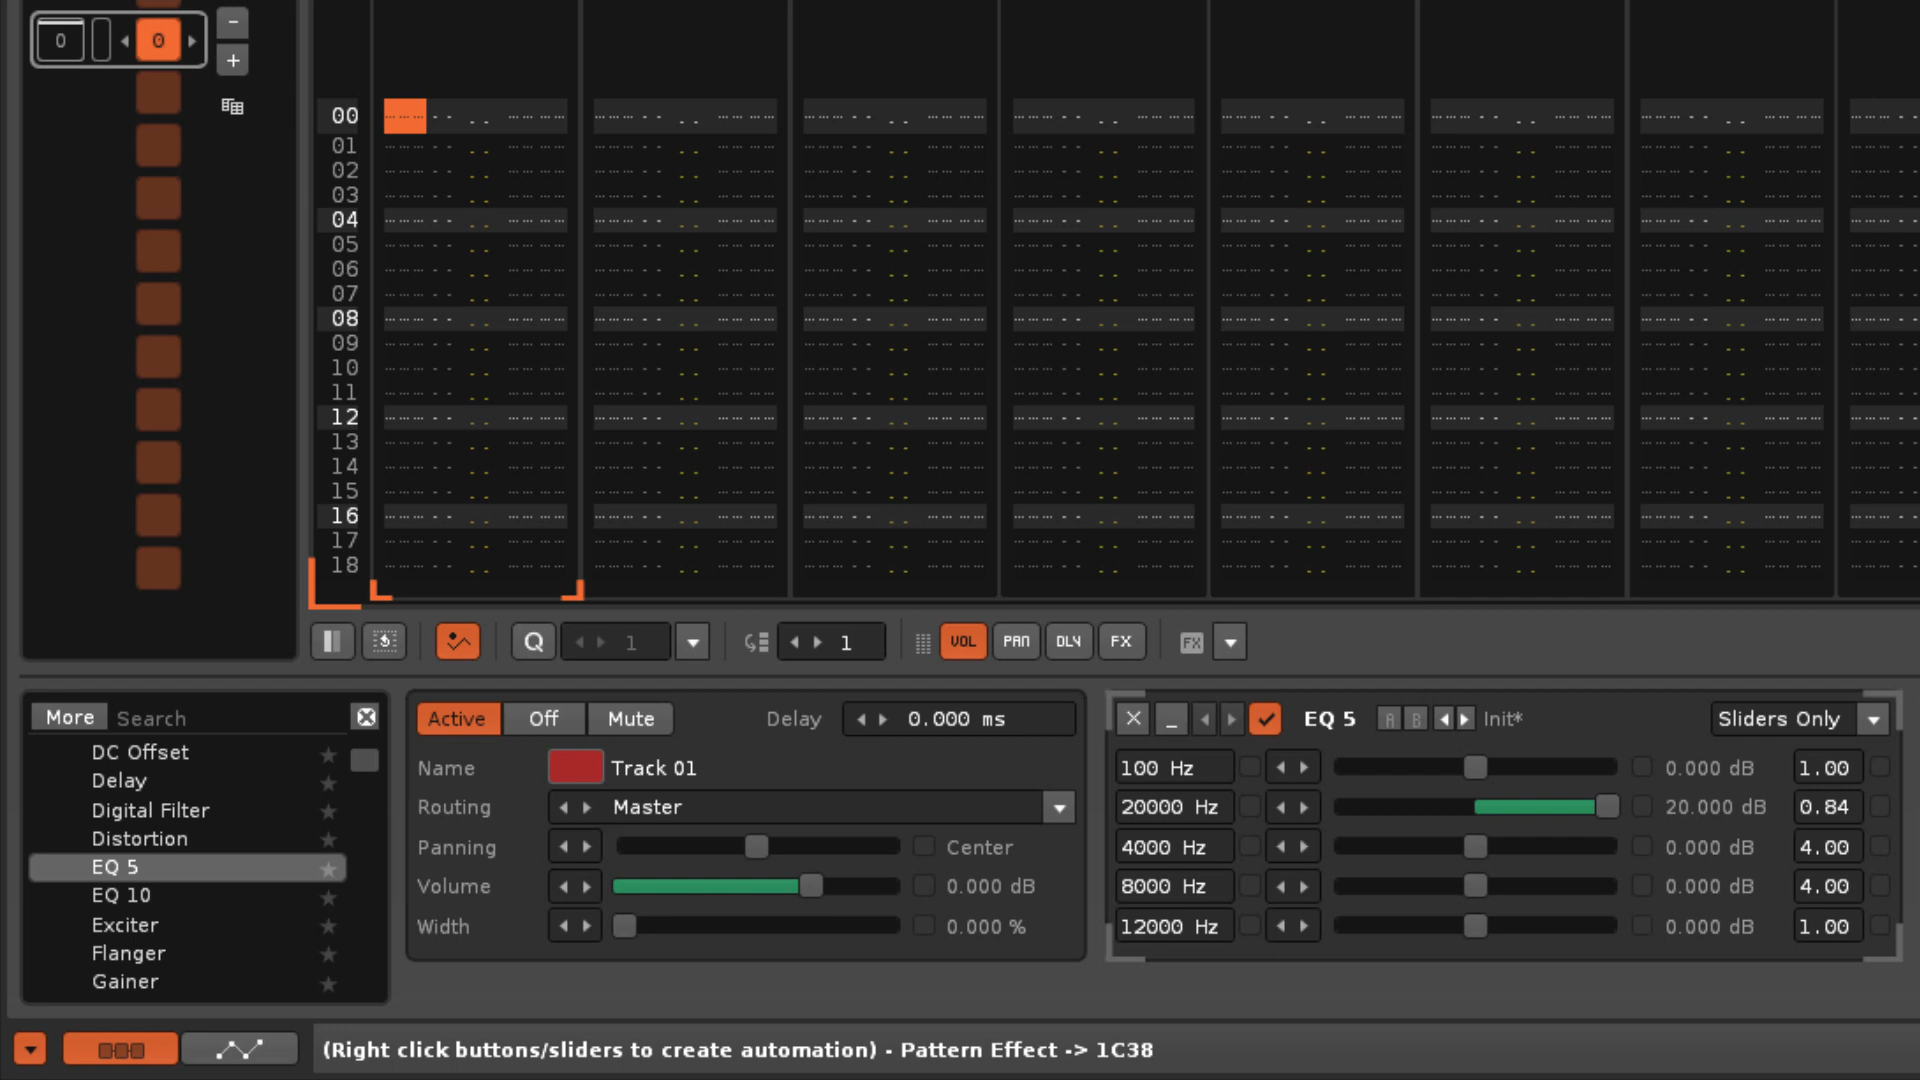 0 0 - +
00
01
02
03
04
05
06
07
08
09
10
11
12
13
14
15
16
17
18
Q 1 1 VOL PAN DLY FX FX
More Search
DC Offset
Delay
Digital Filter
Distortion
EQ 5
EQ 10
Exciter
Flanger
Gainer
Active Off Mute Delay 0.000 ms
Name Track 01
Routing Master
Panning Center
Volume 0.000 dB
Width 0.000 %
EQ 5 A B Init* Sliders Only
100 Hz 0.000 dB 1.00
20000 Hz 20.000 dB 0.84
4000 Hz 0.000 dB 4.00
8000 Hz 0.000 dB 4.00
12000 Hz 0.000 dB 1.00
(Right click buttons/sliders to create automation) - Pattern Effect -> 1C38